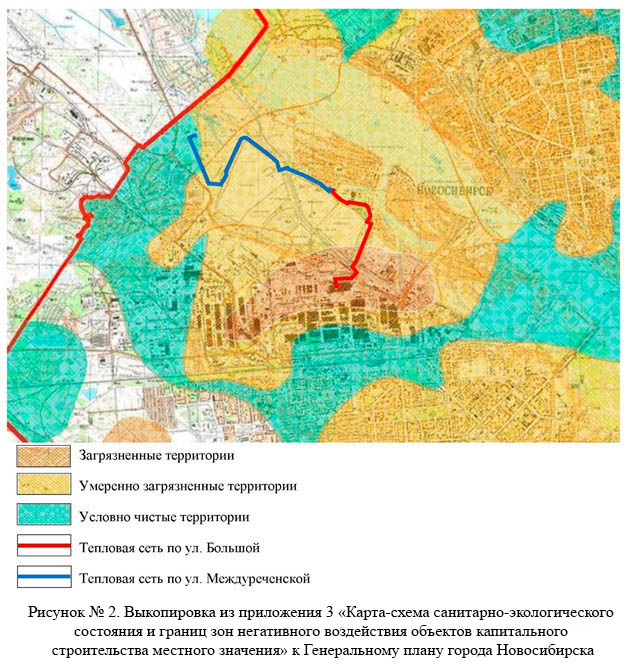 НОВОСИБИРСК
Загрязненные территории
Умеренно загрязненные территории
Условно чистые территории
Тепловая сеть по ул. Большой
Тепловая сеть по ул. Междуреченской
Рисунок № 2. Выкопировка из приложения 3 «Карта-схема санитарно-экологического
состояния и границ зон негативного воздействия объектов капитального
строительства местного значения» к Генеральному плану города Новосибирска